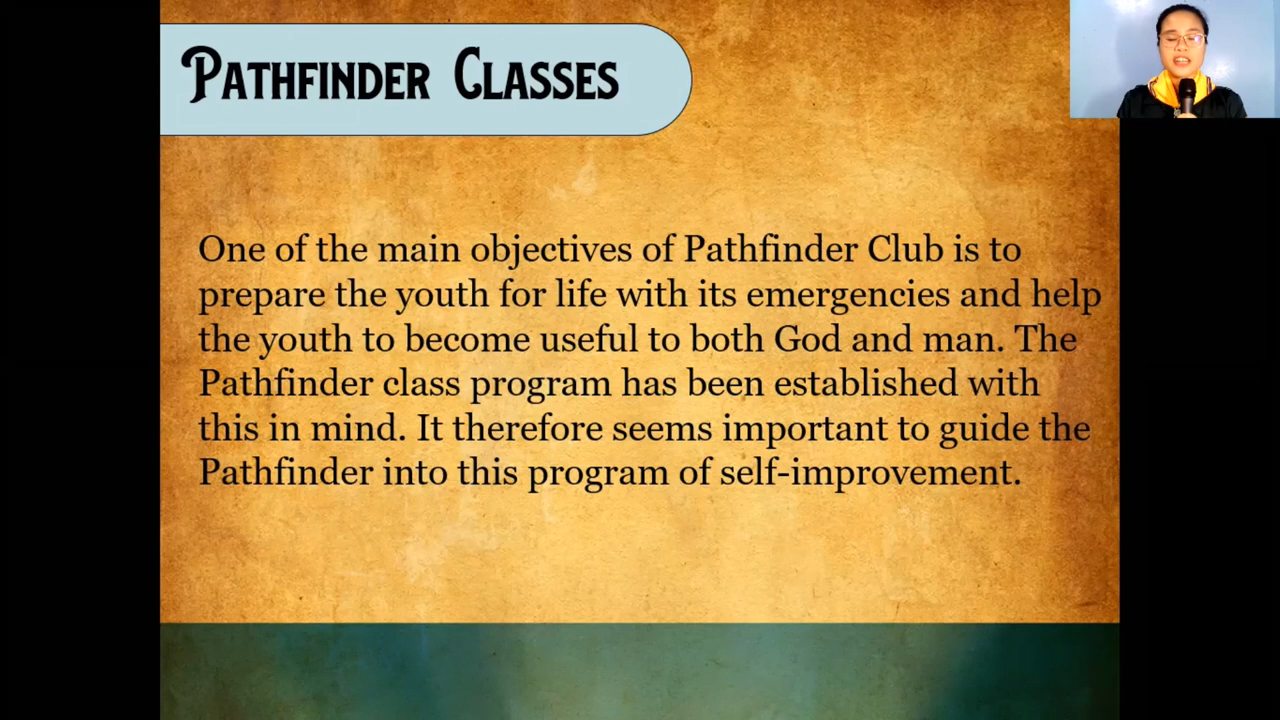 Pathfinder Classes
One of the main objectives of Pathfinder Club is to
prepare the youth for life with its emergencies and help
the youth to become useful to both God and man. The
Pathfinder class program has been established with
this in mind. It therefore seems important to guide the
Pathfinder into this program of self-improvement.